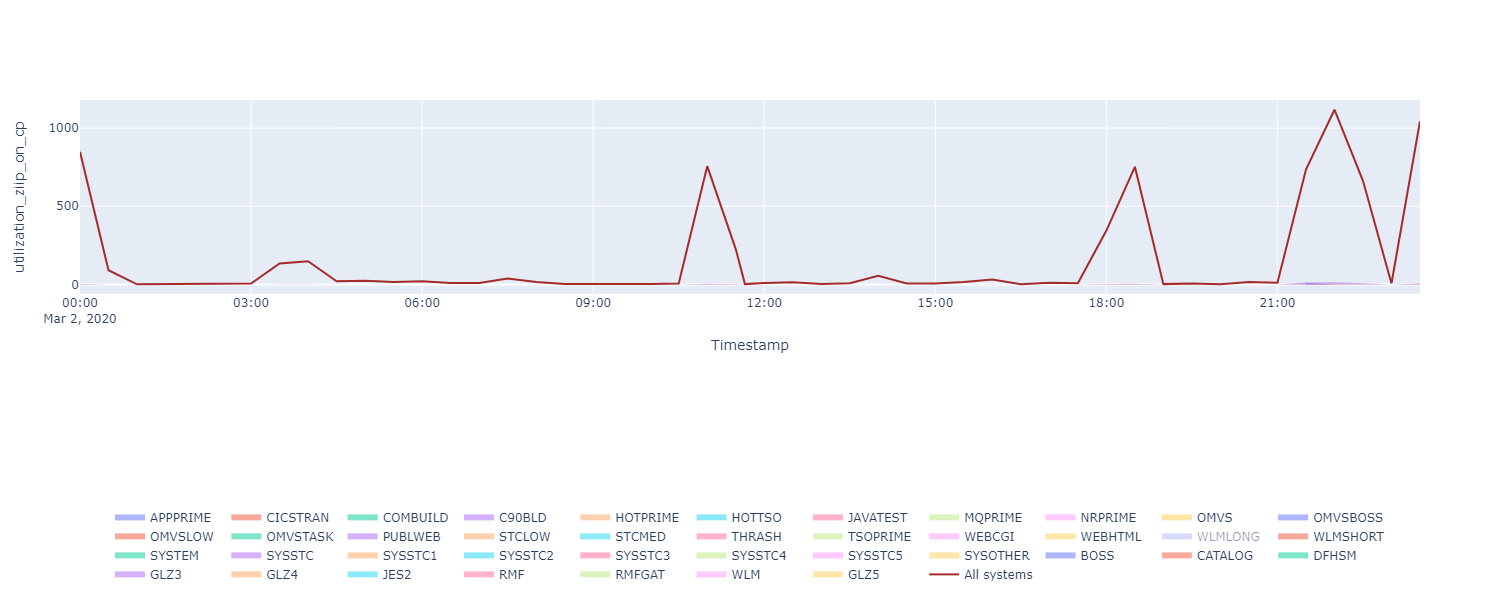 utilization_ziip_on_cp
1000
500
0
00:00 03:00 06:00 09:00 12:00 15:00 18:00 21:00
Mar 2, 2020
Timestamp
APPPRIME CICSTRAN COMBUILD C90BLD HOTPRIME HOTTSO JAVATEST MQPRIME NRPRIME OMVS OMVSBOSS
OMVSLOW OMVSTASK PUBLWEB STCLOW STCMED THRASH TSOPRIME WEBCGI WEBHTML WLMLONG WLMSHORT
SYSTEM SYSSTC SYSSTC1 SYSSTC2 SYSSTC3 SYSSTC4 SYSSTC5 SYSOTHER BOSS CATALOG DFHSM
GLZ3 GLZ4 JES2 RMF RMFGAT WLM GLZ5 All systems